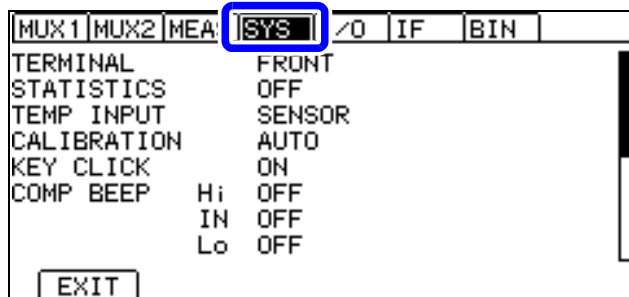 MUX1 MUX2 MEA SYS /O IF BIN
TERMINAL FRONT
STATISTICS OFF
TEMP INPUT SENSOR
CALIBRATION AUTO
KEY CLICK ON
COMP BEEP Hi OFF
IN OFF
Lo OFF
EXIT